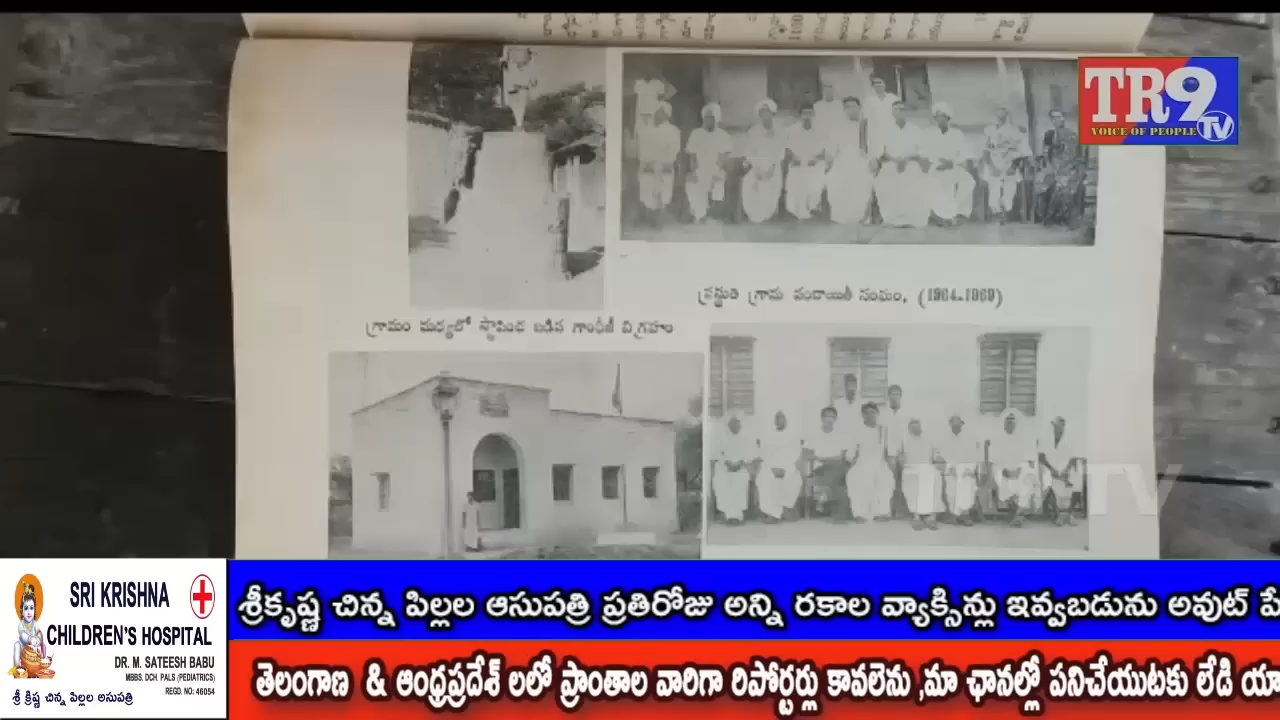 TR9
VOICE OF PEOPLE TV
ప్రస్తుత గ్రామ పంచాయితీ సంఘం, (1964-1969)
గ్రామం మధ్యలో స్థాపించ బడిన గాంధీజీ విగ్రహం
SRI KRISHNA
CHILDREN'S HOSPITAL
DR. M. SATEESH BABU
MBBS. DCH. PALS (PEDIATRICS)
REGD. NO: 46054
శ్రీ క్రిష్ణ చిన్న పిల్లల ఆసుపత్రి
శ్రీకృష్ణ చిన్న పిల్లల ఆసుపత్రి ప్రతిరోజు అన్ని రకాల వ్యాక్సిన్లు ఇవ్వబడును అవుట్ పే
తెలంగాణ & ఆంధ్రప్రదేశ్ లలో ప్రాంతాల వారిగా రిపోర్టర్లు కావలెను ,మా ఛానల్లో పనిచేయుటకు లేడి యా